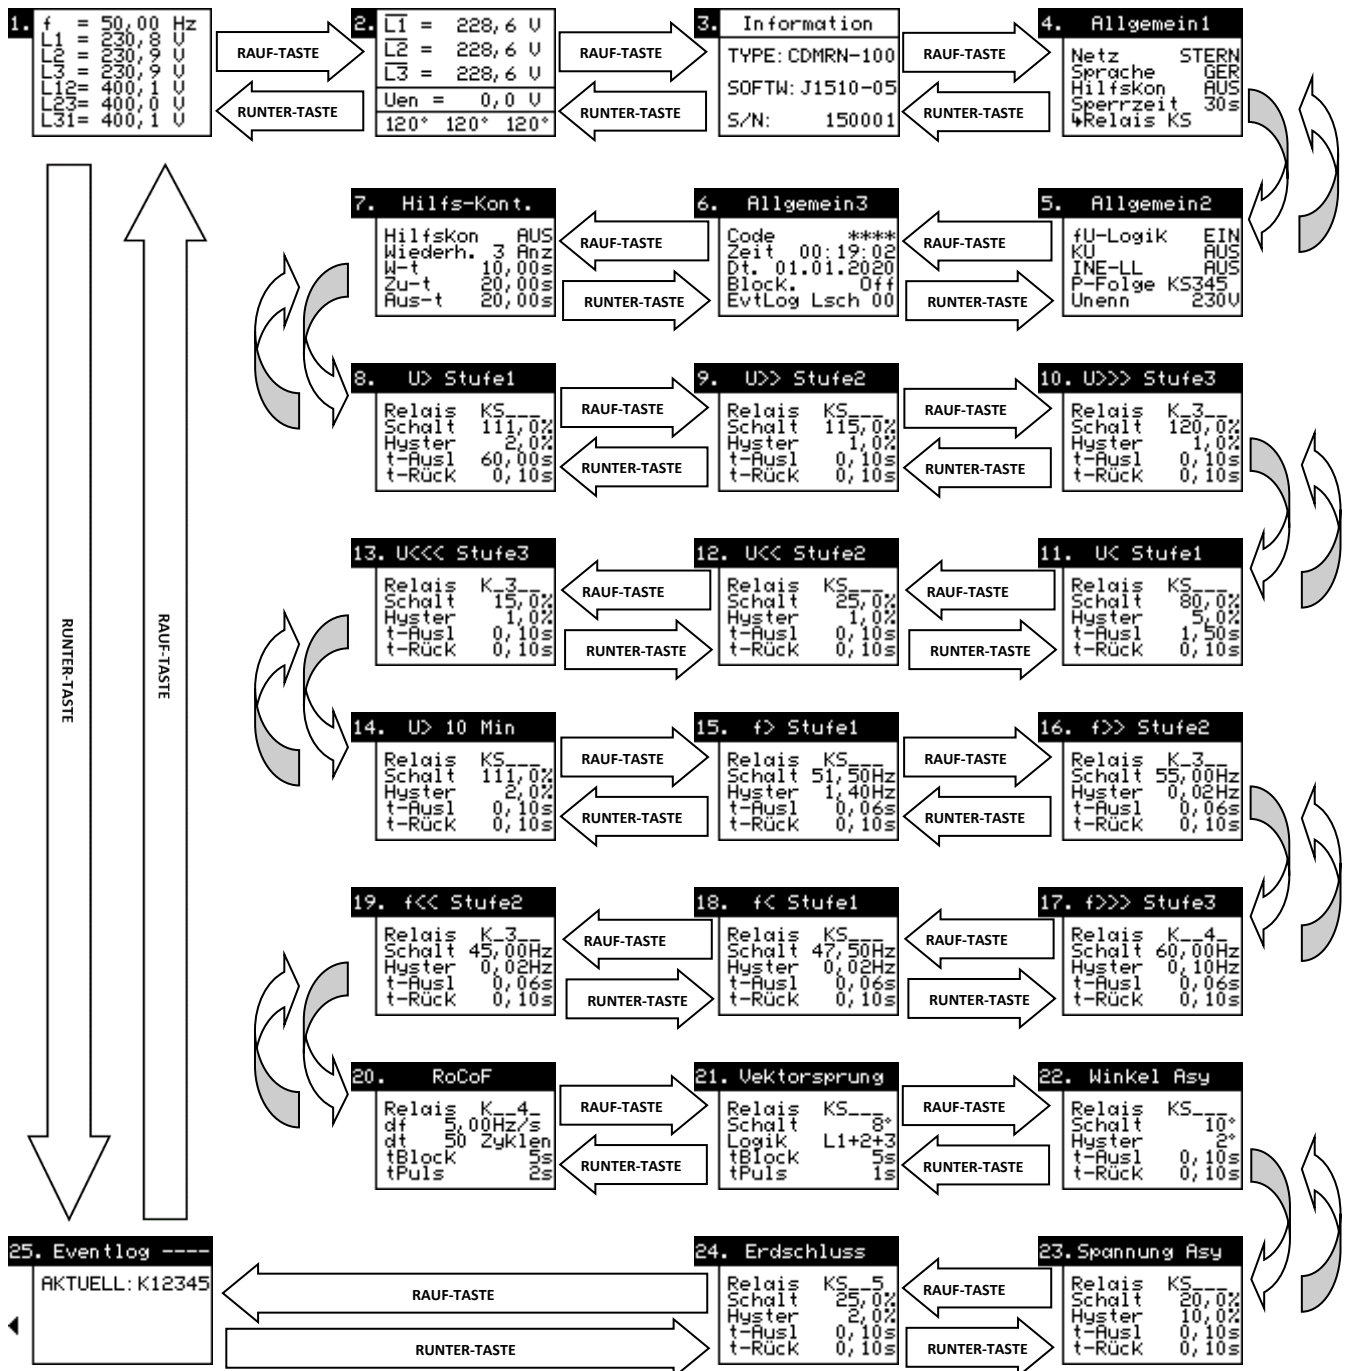 1. f = 50,00 Hz
L1 = 230,8 V
L2 = 230,9 V
L3 = 230,9 V
L12= 400,1 V
L23= 400,0 V
L31= 400,1 V
RAUF-TASTE
RUNTER-TASTE
2. L1 = 228,6 V
L2 = 228,6 V
L3 = 228,6 V
Uen = 0,0 V
120° 120° 120°
RAUF-TASTE
RUNTER-TASTE
3. Information
TYPE: CDMRN-100
SOFTW: J1510-05
S/N: 150001
RAUF-TASTE
RUNTER-TASTE
4. Allgemein1
Netz STERN
Sprache GER
HilfsKon AUS
Sperrzeit 30s
↳Relais KS
7. Hilfs-Kont.
HilfsKon AUS
Wiederh. 3 Anz
W-t 10,00s
Zu-t 20,00s
Aus-t 20,00s
RAUF-TASTE
RUNTER-TASTE
6. Allgemein3
Code ****
Zeit 00:19:02
Dt. 01.01.2020
Block. Off
EvtLog Lsch 00
RAUF-TASTE
RUNTER-TASTE
5. Allgemein2
fU-Logik EIN
KU AUS
INE-LL AUS
P-Folge KS345
Unenn 230V
8. U> Stufe1
Relais KS___
Schalt 111,0%
Hyster 2,0%
t-Ausl 60,00s
t-Rück 0,10s
RAUF-TASTE
RUNTER-TASTE
9. U>> Stufe2
Relais KS___
Schalt 115,0%
Hyster 1,0%
t-Ausl 0,10s
t-Rück 0,10s
RAUF-TASTE
RUNTER-TASTE
10. U>>> Stufe3
Relais K_3__
Schalt 120,0%
Hyster 1,0%
t-Ausl 0,10s
t-Rück 0,10s
13. U<<< Stufe3
Relais K_3__
Schalt 15,0%
Hyster 1,0%
t-Ausl 0,10s
t-Rück 0,10s
RAUF-TASTE
RUNTER-TASTE
12. U<< Stufe2
Relais KS___
Schalt 25,0%
Hyster 1,0%
t-Ausl 0,10s
t-Rück 0,10s
RAUF-TASTE
RUNTER-TASTE
11. U< Stufe1
Relais KS___
Schalt 80,0%
Hyster 5,0%
t-Ausl 1,50s
t-Rück 0,10s
RUNTER-TASTE
RAUF-TASTE
14. U> 10 Min
Relais KS___
Schalt 111,0%
Hyster 2,0%
t-Ausl 0,10s
t-Rück 0,10s
RAUF-TASTE
RUNTER-TASTE
15. f> Stufe1
Relais KS___
Schalt 51,50Hz
Hyster 1,40Hz
t-Ausl 0,06s
t-Rück 0,10s
RAUF-TASTE
RUNTER-TASTE
16. f>> Stufe2
Relais K_3__
Schalt 55,00Hz
Hyster 0,02Hz
t-Ausl 0,06s
t-Rück 0,10s
19. f<< Stufe2
Relais K_3__
Schalt 45,00Hz
Hyster 0,02Hz
t-Ausl 0,06s
t-Rück 0,10s
RAUF-TASTE
RUNTER-TASTE
18. f< Stufe1
Relais KS___
Schalt 47,50Hz
Hyster 0,02Hz
t-Ausl 0,06s
t-Rück 0,10s
RAUF-TASTE
RUNTER-TASTE
17. f>>> Stufe3
Relais K__4_
Schalt 60,00Hz
Hyster 0,10Hz
t-Ausl 0,06s
t-Rück 0,10s
20. RoCoF
Relais K__4_
df 5,00Hz/s
dt 50 Zyklen
tBlock 5s
tPuls 2s
RAUF-TASTE
RUNTER-TASTE
21. Vektorsprung
Relais KS___
Schalt 8°
Logik L1+2+3
tBlock 5s
tPuls 1s
RAUF-TASTE
RUNTER-TASTE
22. Winkel Asy
Relais KS___
Schalt 10°
Hyster 2°
t-Ausl 0,10s
t-Rück 0,10s
25. Eventlog ----
AKTUELL: K12345
RAUF-TASTE
RUNTER-TASTE
24. Erdschluss
Relais KS__5
Schalt 25,0%
Hyster 2,0%
t-Ausl 0,10s
t-Rück 0,10s
RAUF-TASTE
RUNTER-TASTE
23. Spannung Asy
Relais KS___
Schalt 20,0%
Hyster 10,0%
t-Ausl 0,10s
t-Rück 0,10s